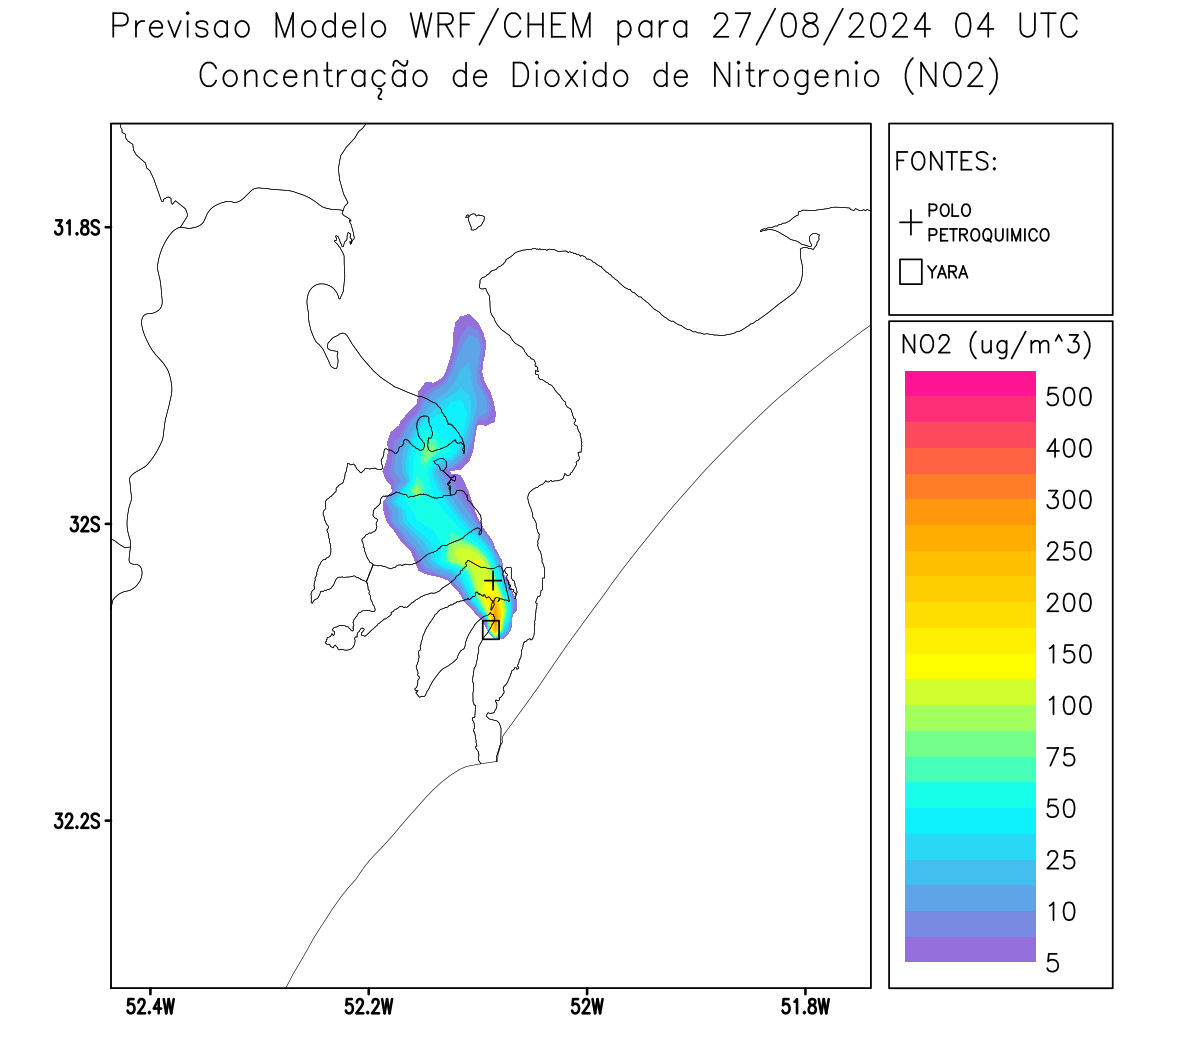 Previsao Modelo WRF/CHEM para 27/08/2024 04 UTC
Concentração de Dioxido de Nitrogenio (NO2)
FONTES:
POLO
PETROQUIMICO
YARA
NO2 (ug/m^3)
500
400
300
250
200
150
100
75
50
25
10
5
31.8S
32S
32.2S
52.4W
52.2W
52W
51.8W